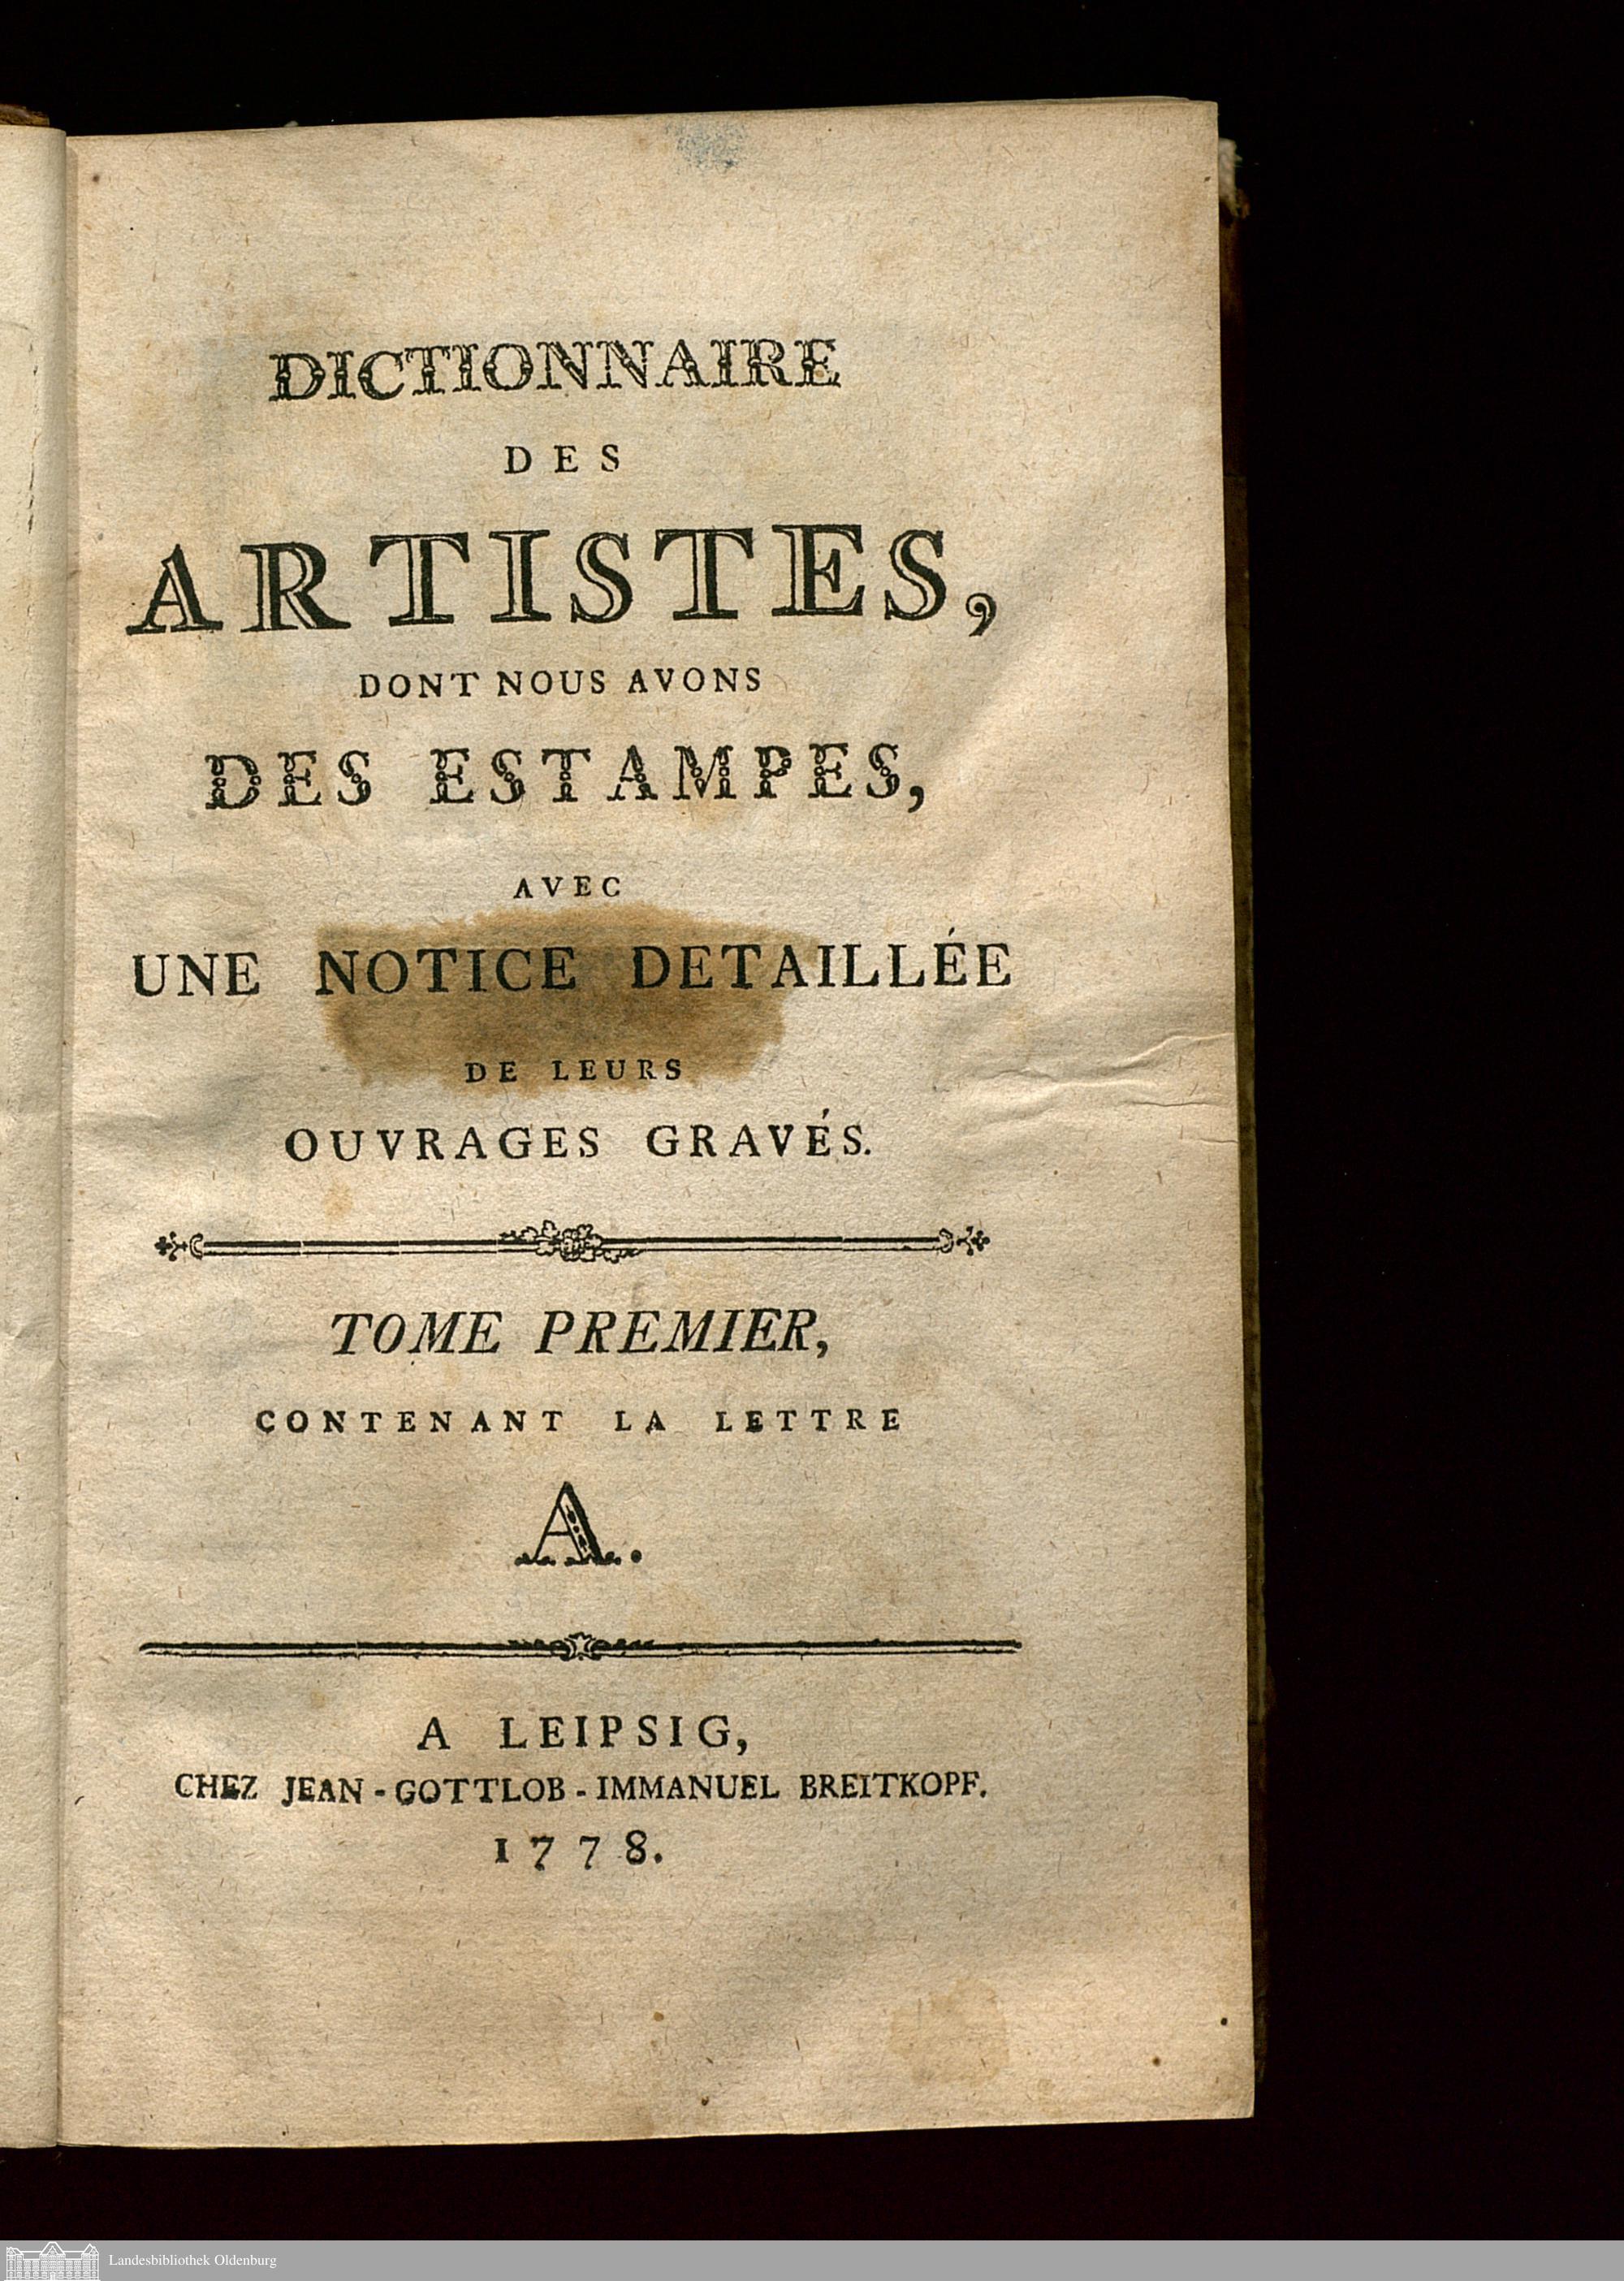 DICTIONNAIRE
DES
ARTISTES,
DONT NOUS AVONS
DES ESTAMPES,
AVEC
UNE NOTICE DETAILLÉE
DE LEURS
OUVRAGES GRAVÉS.
TOME PREMIER,
CONTENANT LA LETTRE
A.
A LEIPSIG,
CHEZ JEAN-GOTTLOB-IMMANUEL BREITKOPF.
1778.
Landesbibliothek Oldenburg